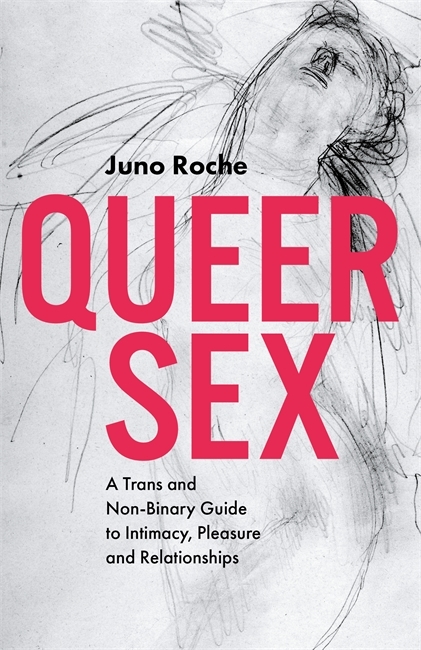 Juno Roche
QUEER
SEX
A Trans and
Non-Binary Guide
to Intimacy, Pleasure
and Relationships